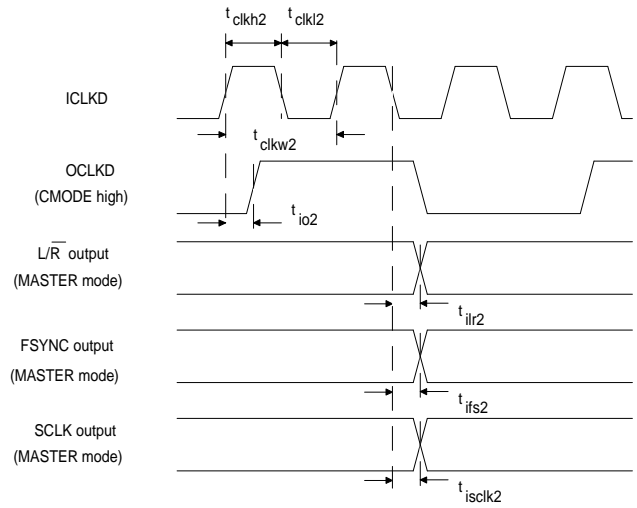 t clkh2 t clkl2
ICLKD
t clkw2
OCLKD
(CMODE high)
t io2
L/R̅ output
(MASTER mode)
t ilr2
FSYNC output
(MASTER mode)
t ifs2
SCLK output
(MASTER mode)
t isclk2